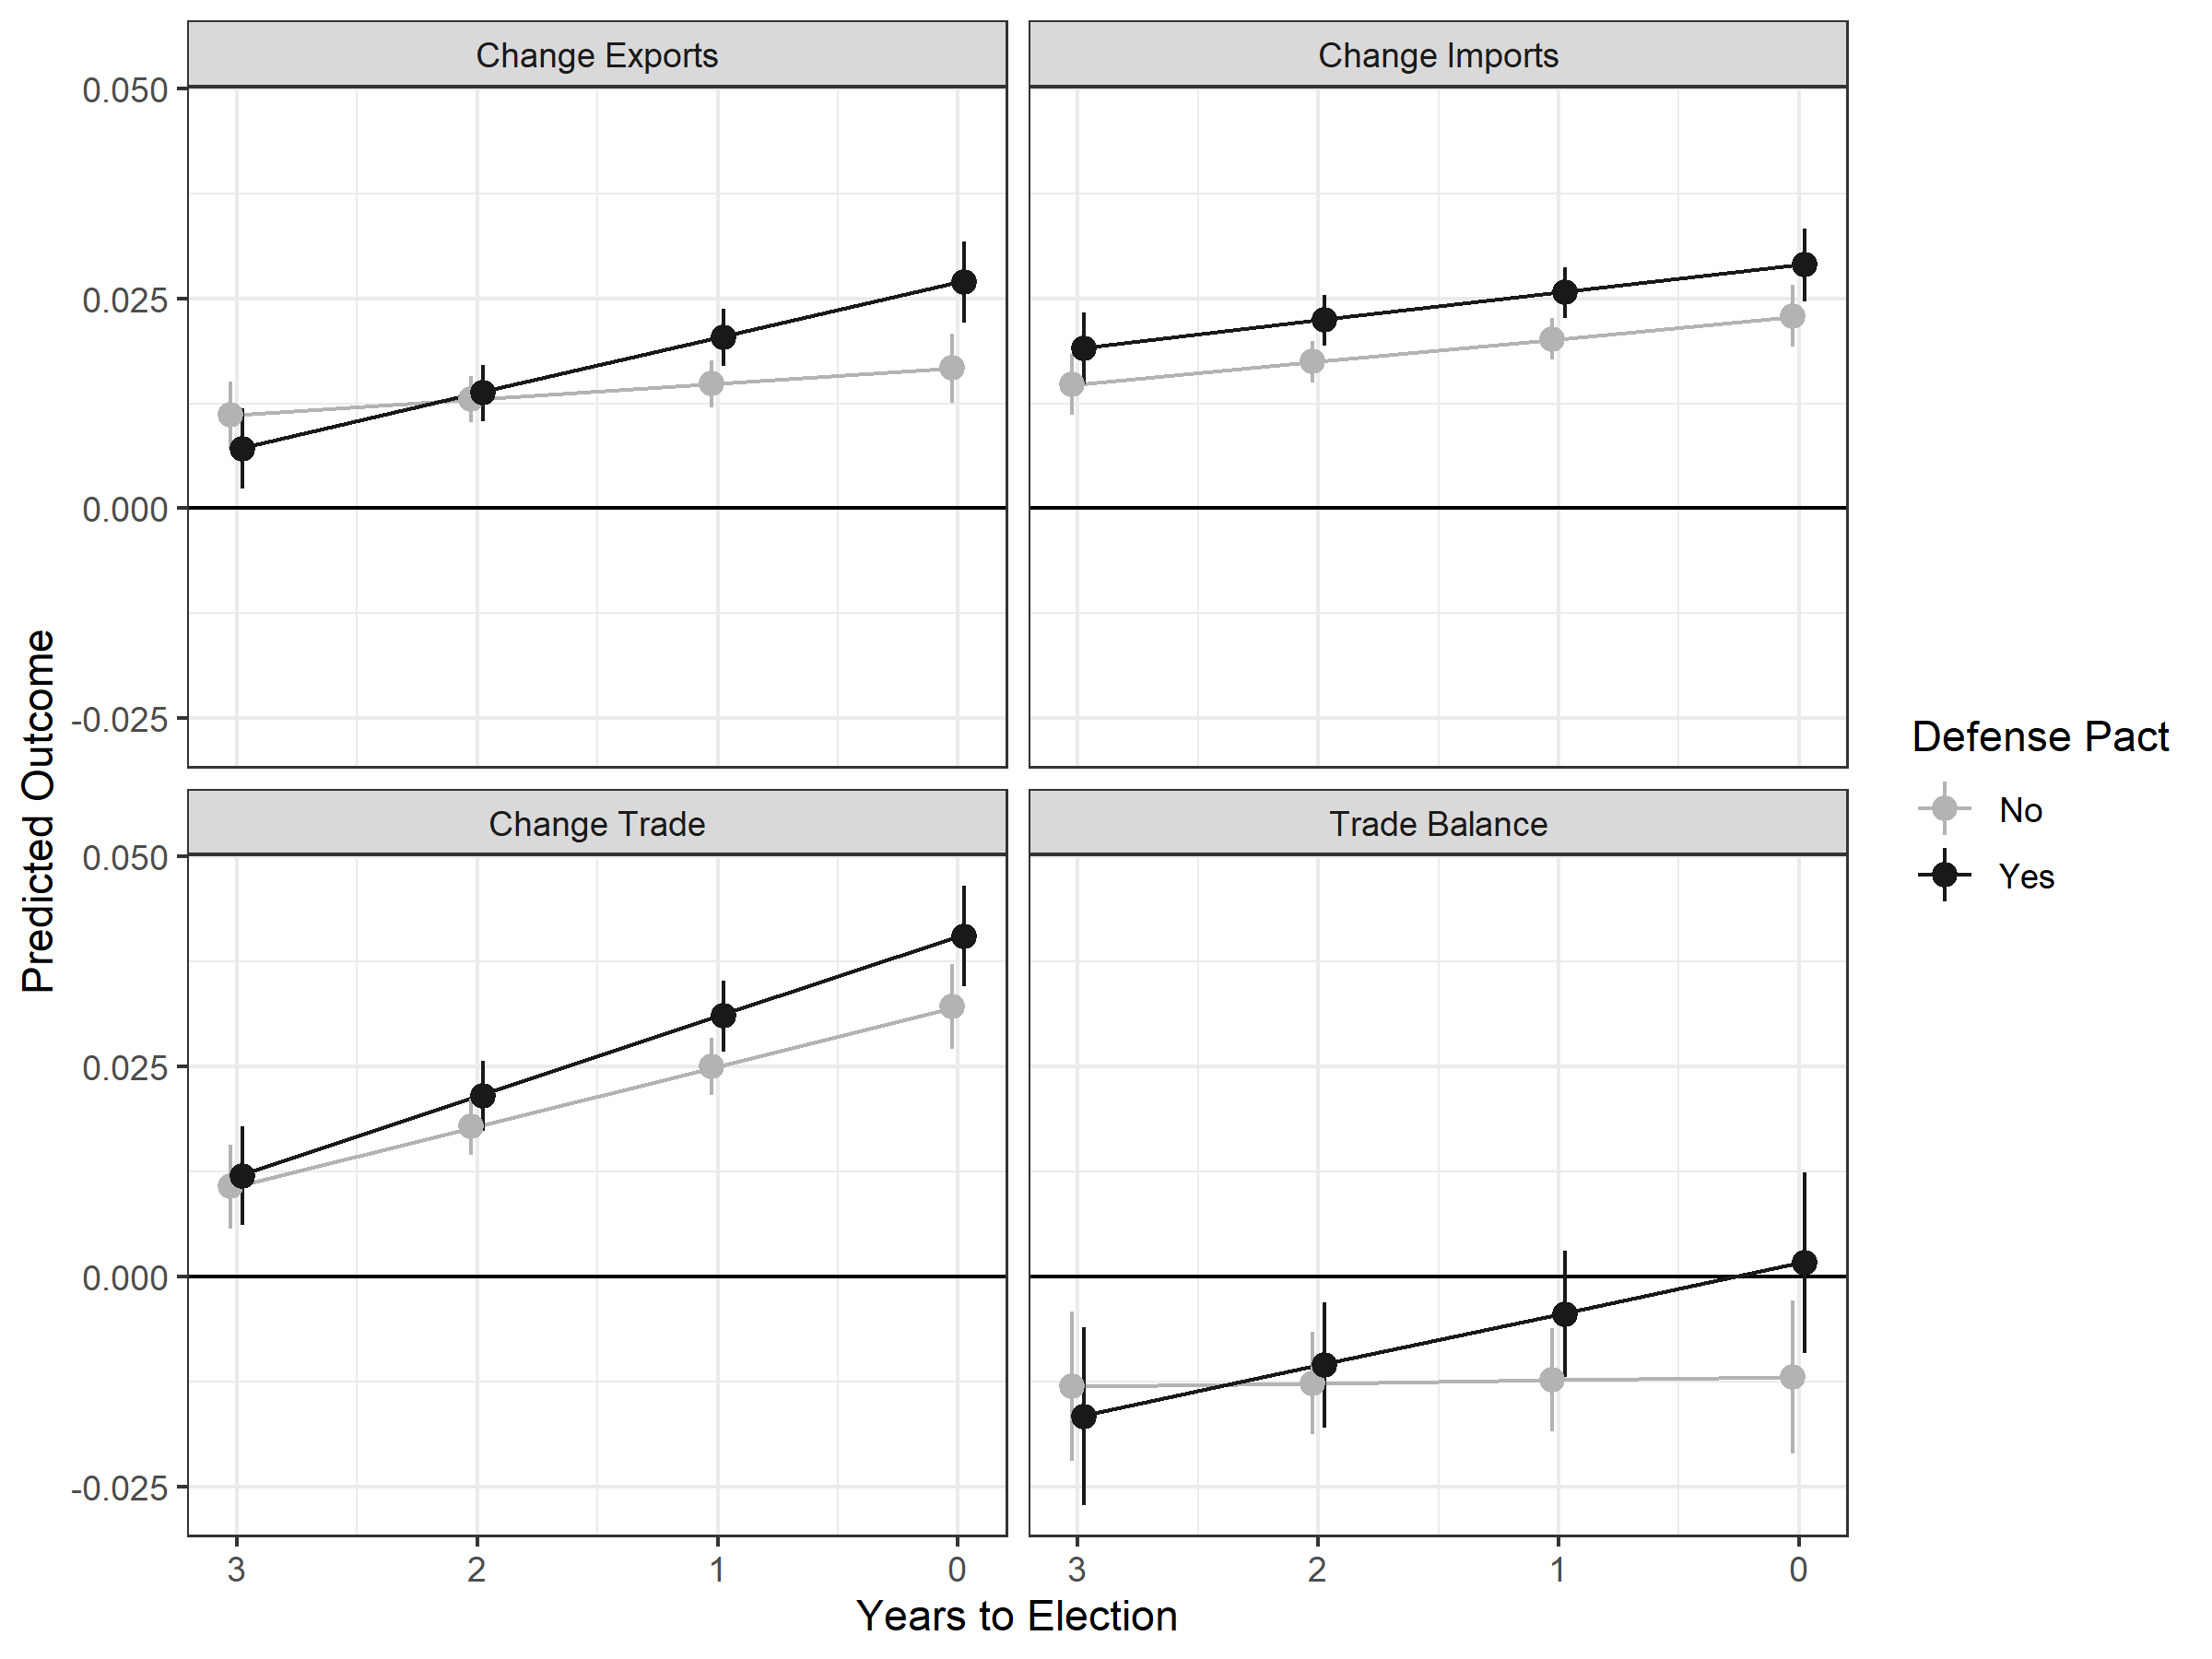 Change Exports
Change Imports
0.050
0.025
0.000
-0.025
Change Trade
Trade Balance
0.050
0.025
0.000
-0.025
3 2 1 0
3 2 1 0
Years to Election
Predicted Outcome
Defense Pact
No
Yes